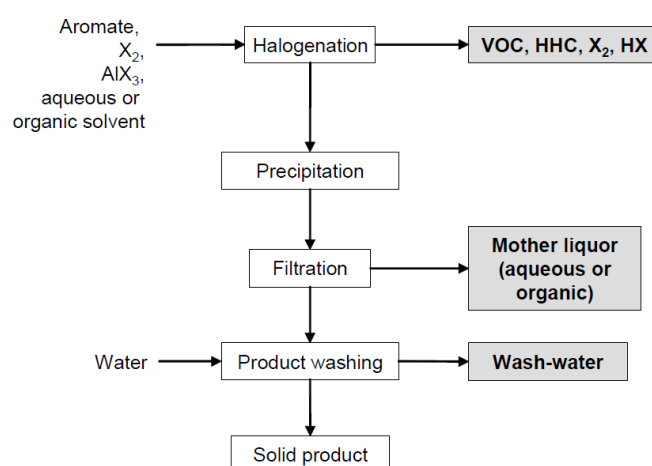 Aromate,
X₂,
AlX₃,
aqueous or
organic solvent
Halogenation
VOC, HHC, X₂, HX
Precipitation
Filtration
Mother liquor
(aqueous or
organic)
Water
Product washing
Wash-water
Solid product